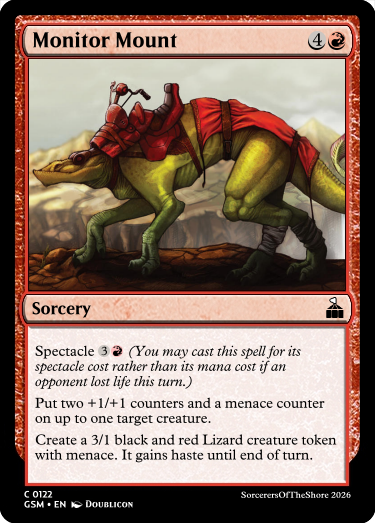 Monitor Mount 4
Sorcery
Spectacle 3 (You may cast this spell for its
spectacle cost rather than its mana cost if an
opponent lost life this turn.)
Put two +1/+1 counters and a menace counter
on up to one target creature.
Create a 3/1 black and red Lizard creature token
with menace. It gains haste until end of turn.
C 0122
GSM • EN Doublicon
SorcerersOfTheShore 2026